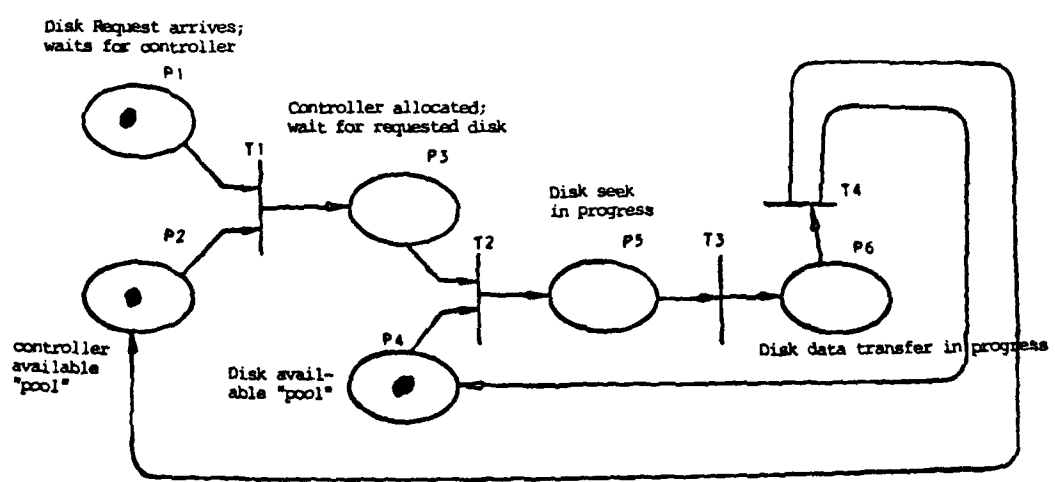 Disk Request arrives;
waits for controller
P1
Controller allocated;
wait for requested disk
T1
P3
T4
Disk seek
in progress
P2
T2
P5
T3
P6
controller
available
"pool"
P4
Disk avail-
able "pool"
Disk data transfer in progress